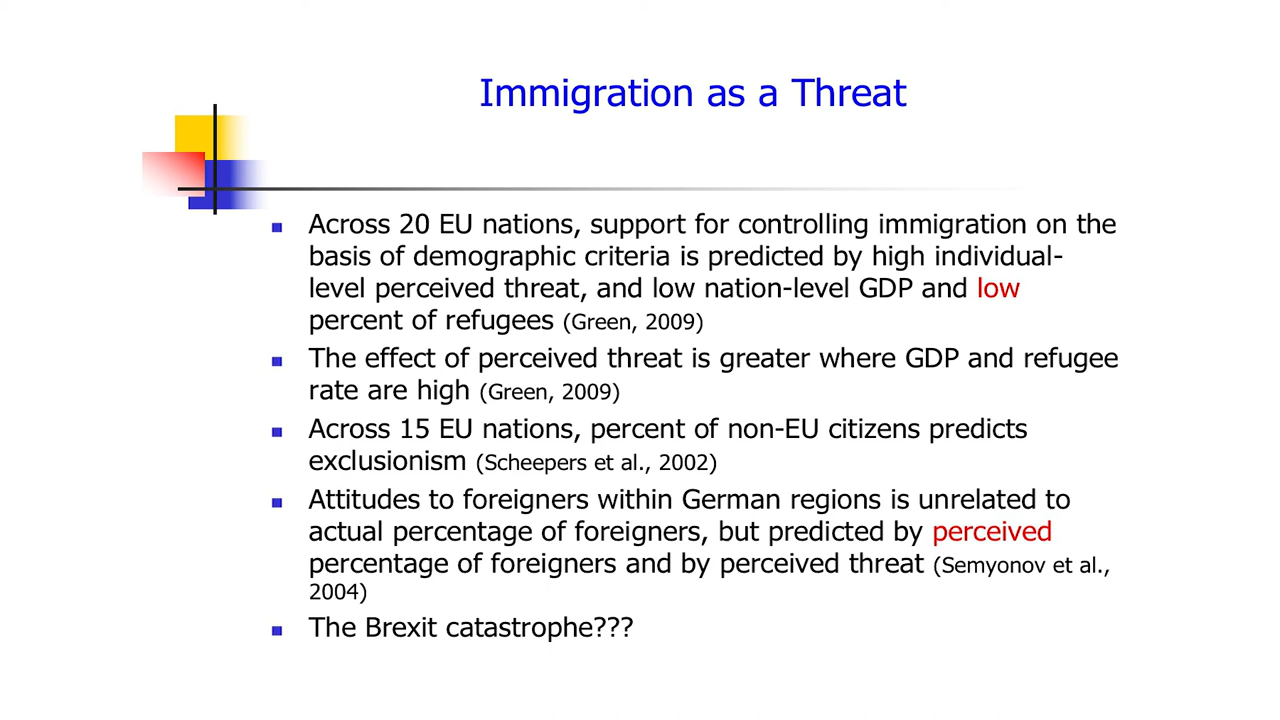 Immigration as a Threat
Across 20 EU nations, support for controlling immigration on the
basis of demographic criteria is predicted by high individual-
level perceived threat, and low nation-level GDP and low
percent of refugees (Green, 2009)
The effect of perceived threat is greater where GDP and refugee
rate are high (Green, 2009)
Across 15 EU nations, percent of non-EU citizens predicts
exclusionism (Scheepers et al., 2002)
Attitudes to foreigners within German regions is unrelated to
actual percentage of foreigners, but predicted by perceived
percentage of foreigners and by perceived threat (Semyonov et al.,
2004)
The Brexit catastrophe???